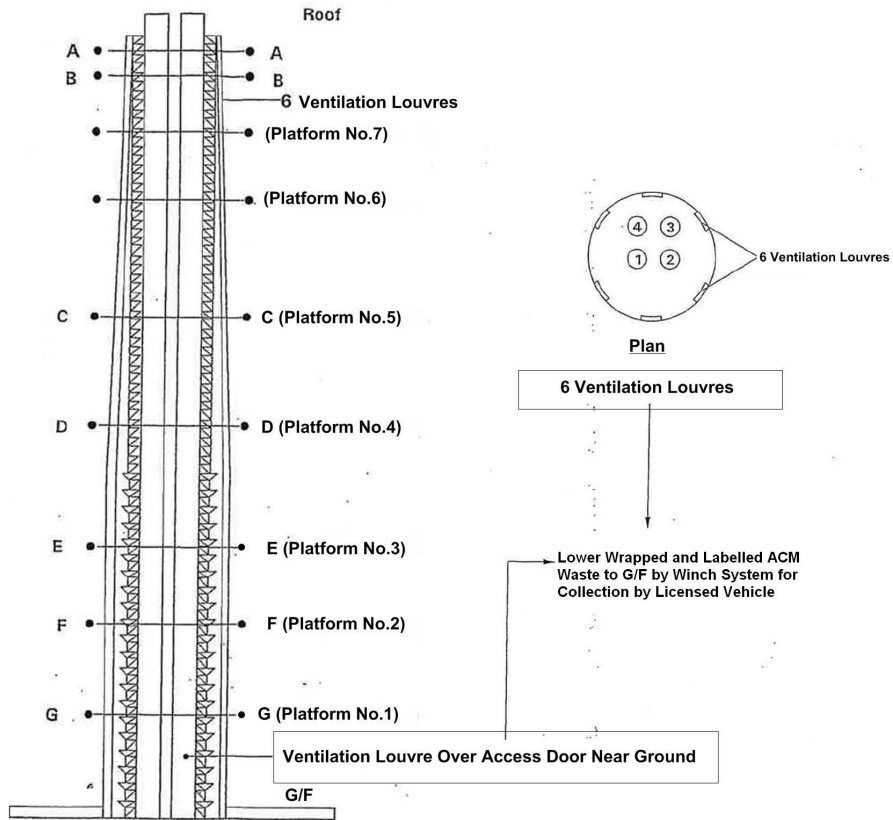 Roof
A A
B B
6 Ventilation Louvres
(Platform No.7)
(Platform No.6)
C C (Platform No.5)
D D (Platform No.4)
E E (Platform No.3)
F F (Platform No.2)
G G (Platform No.1)
Ventilation Louvre Over Access Door Near Ground
G/F
4 3
1 2
6 Ventilation Louvres
Plan
6 Ventilation Louvres
Lower Wrapped and Labelled ACM
Waste to G/F by Winch System for
Collection by Licensed Vehicle